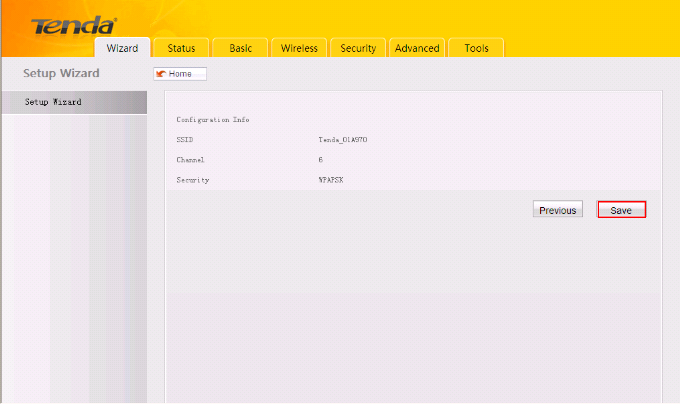 Tenda
Wizard Status Basic Wireless Security Advanced Tools
Setup Wizard
Home
Setup Wizard
Configuration Info
SSID Tenda_01A970
Channel 6
Security WPAPSK
Previous Save